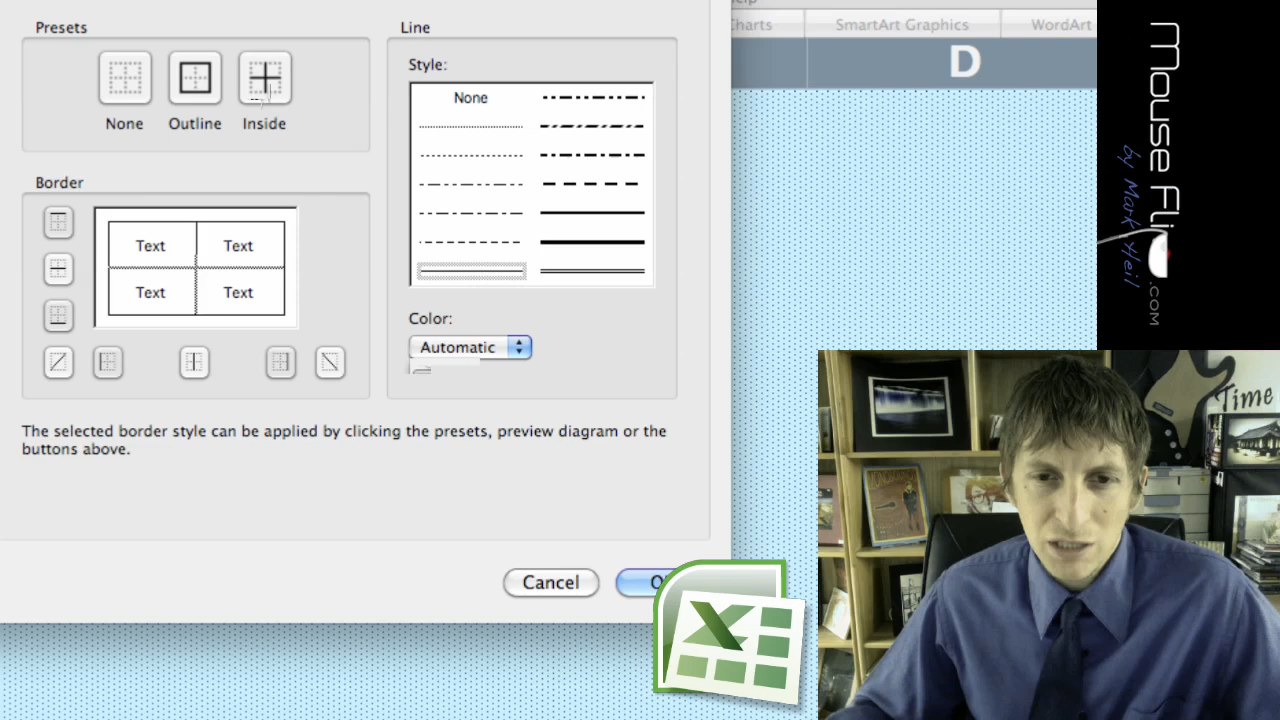 Presets
None Outline Inside
Border
Text Text
Text Text
Line
Style:
None
Color:
Automatic
The selected border style can be applied by clicking the presets, preview diagram or the
buttons above.
Cancel
SmartArt Graphics WordArt
D
Mouse Flip
.COM
by Mark Heil
Time